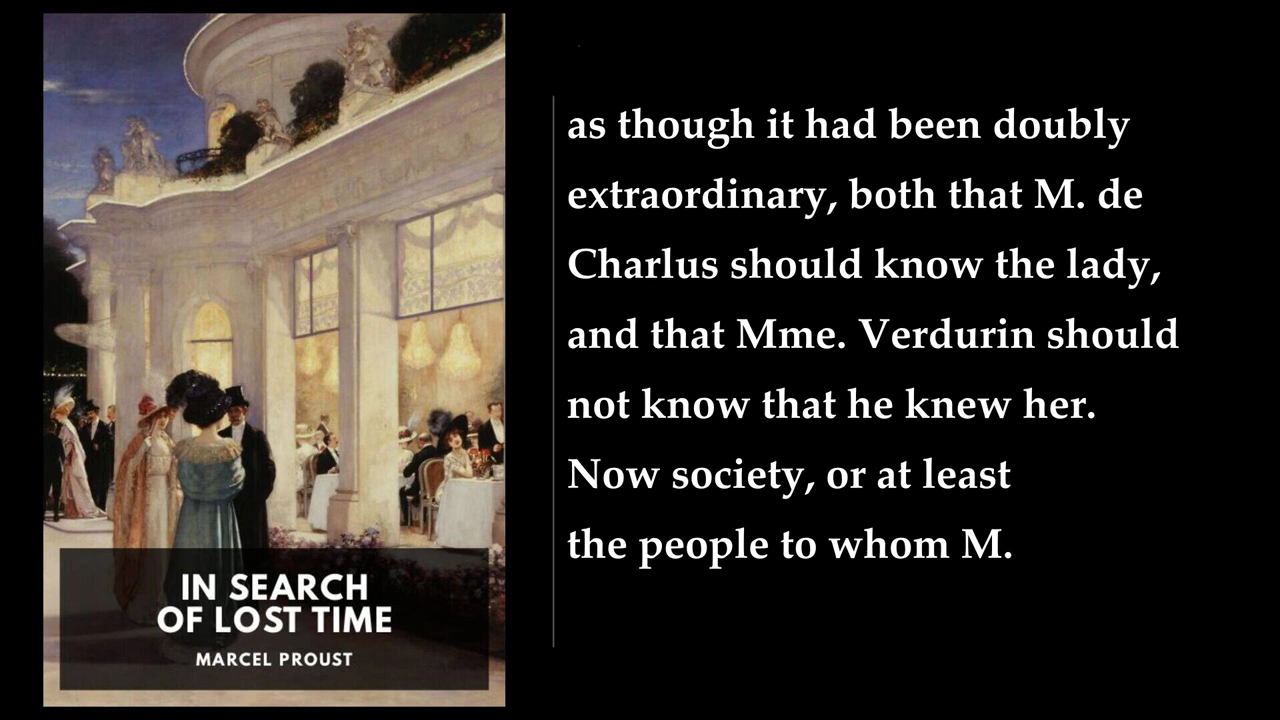 IN SEARCH
OF LOST TIME
MARCEL PROUST
as though it had been doubly
extraordinary, both that M. de
Charlus should know the lady,
and that Mme. Verdurin should
not know that he knew her.
Now society, or at least
the people to whom M.